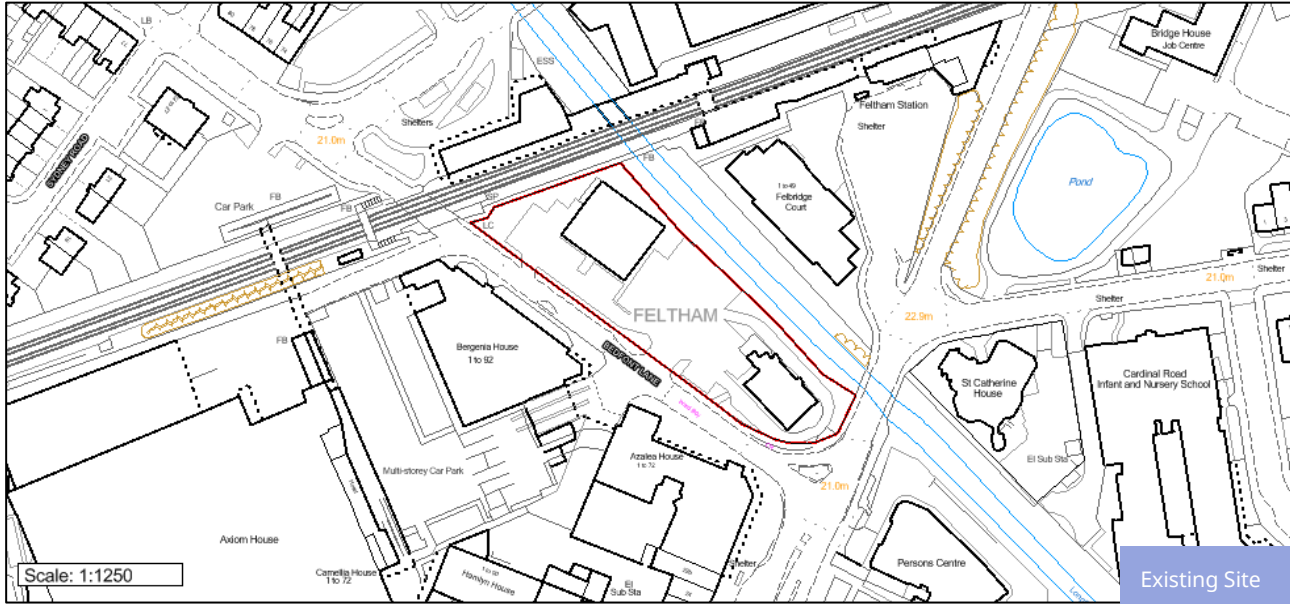 LB
ESS
Bridge House
Job Centre
SYDNEY ROAD
21.0m
Shelters
Feltham Station
Shelter
FB
SP
LC
1 to 49
Felbridge
Court
Pond
Car Park
FB
FB
FELTHAM
21.0m
Shelter
Shelter
22.9m
Bergenia House
1 to 92
FB
BEDFONT LANE
St Catherine
House
Cardinal Road
Infant and Nursery School
El Sub Sta
Multi-storey Car Park
Azalea House
1 to 72
21.0m
Axiom House
Camellia House
1 to 72
Hamlyn House
El
Sub Sta
Shelter
Persons Centre
Scale: 1:1250
Existing Site